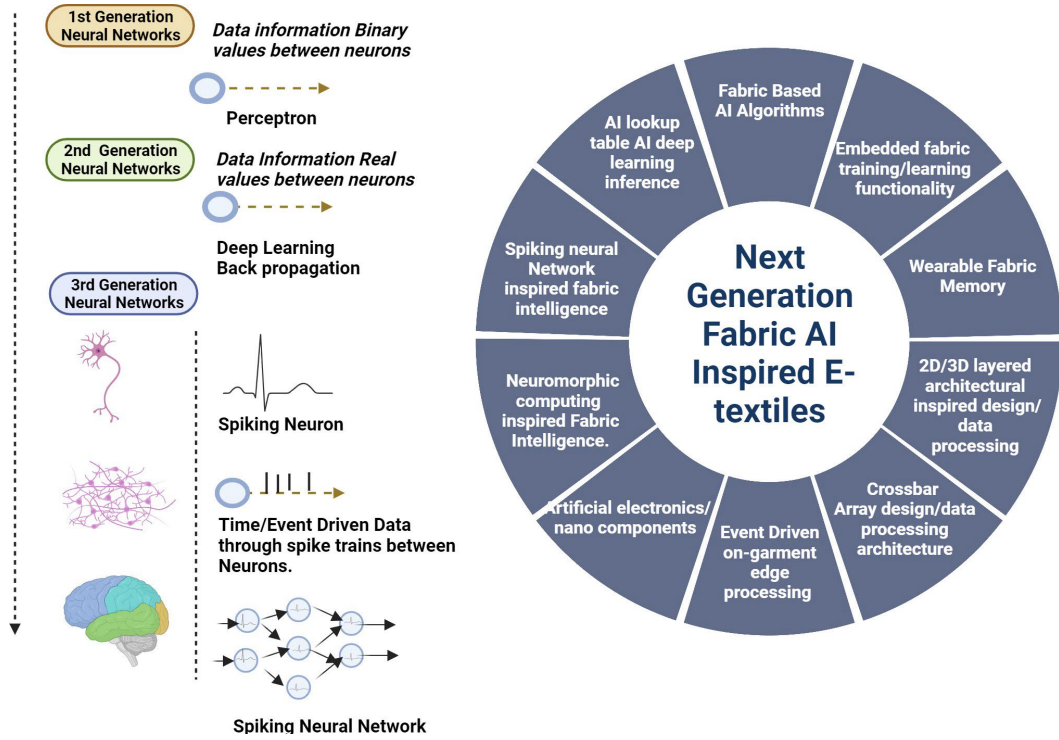 1st Generation
Neural Networks
Data information Binary
values between neurons
Perceptron
2nd Generation
Neural Networks
Data Information Real
values between neurons
Deep Learning
Back propagation
3rd Generation
Neural Networks
Spiking Neuron
Time/Event Driven Data
through spike trains between
Neurons.
Spiking Neural Network
Next
Generation
Fabric AI
Inspired E-
textiles
Fabric Based
AI Algorithms
Embedded fabric
training/learning
functionality
Wearable Fabric
Memory
2D/3D layered
architectural
inspired design/
data
processing
Crossbar
Array design/data
processing
architecture
Event Driven
on-garment
edge
processing
Artificial electronics/
nano components
Neuromorphic
computing
inspired Fabric
Intelligence.
Spiking neural
Network
inspired fabric
intelligence
AI lookup
table AI deep
learning
inference